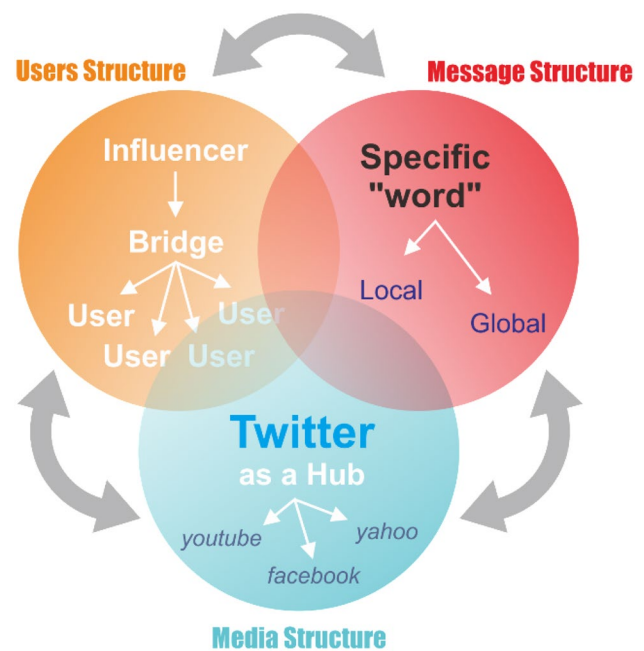 Users Structure
Message Structure
Influencer
Bridge
User
User
User
User
Specific
"word"
Local
Global
Twitter
as a Hub
youtube
yahoo
facebook
Media Structure